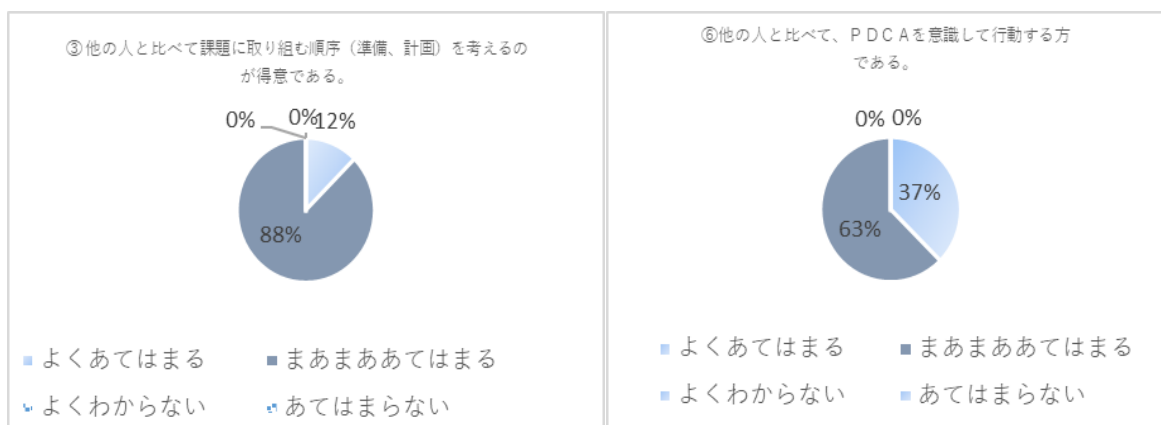 ③他の人と比べて課題に取り組む順序（準備、計画）を考えるの
が得意である。
0%
0%
12%
88%
よくあてはまる
まあまああてはまる
よくわからない
あてはまらない
⑥他の人と比べて、ＰＤＣＡを意識して行動する方
である。
0%
0%
37%
63%
よくあてはまる
まあまああてはまる
よくわからない
あてはまらない